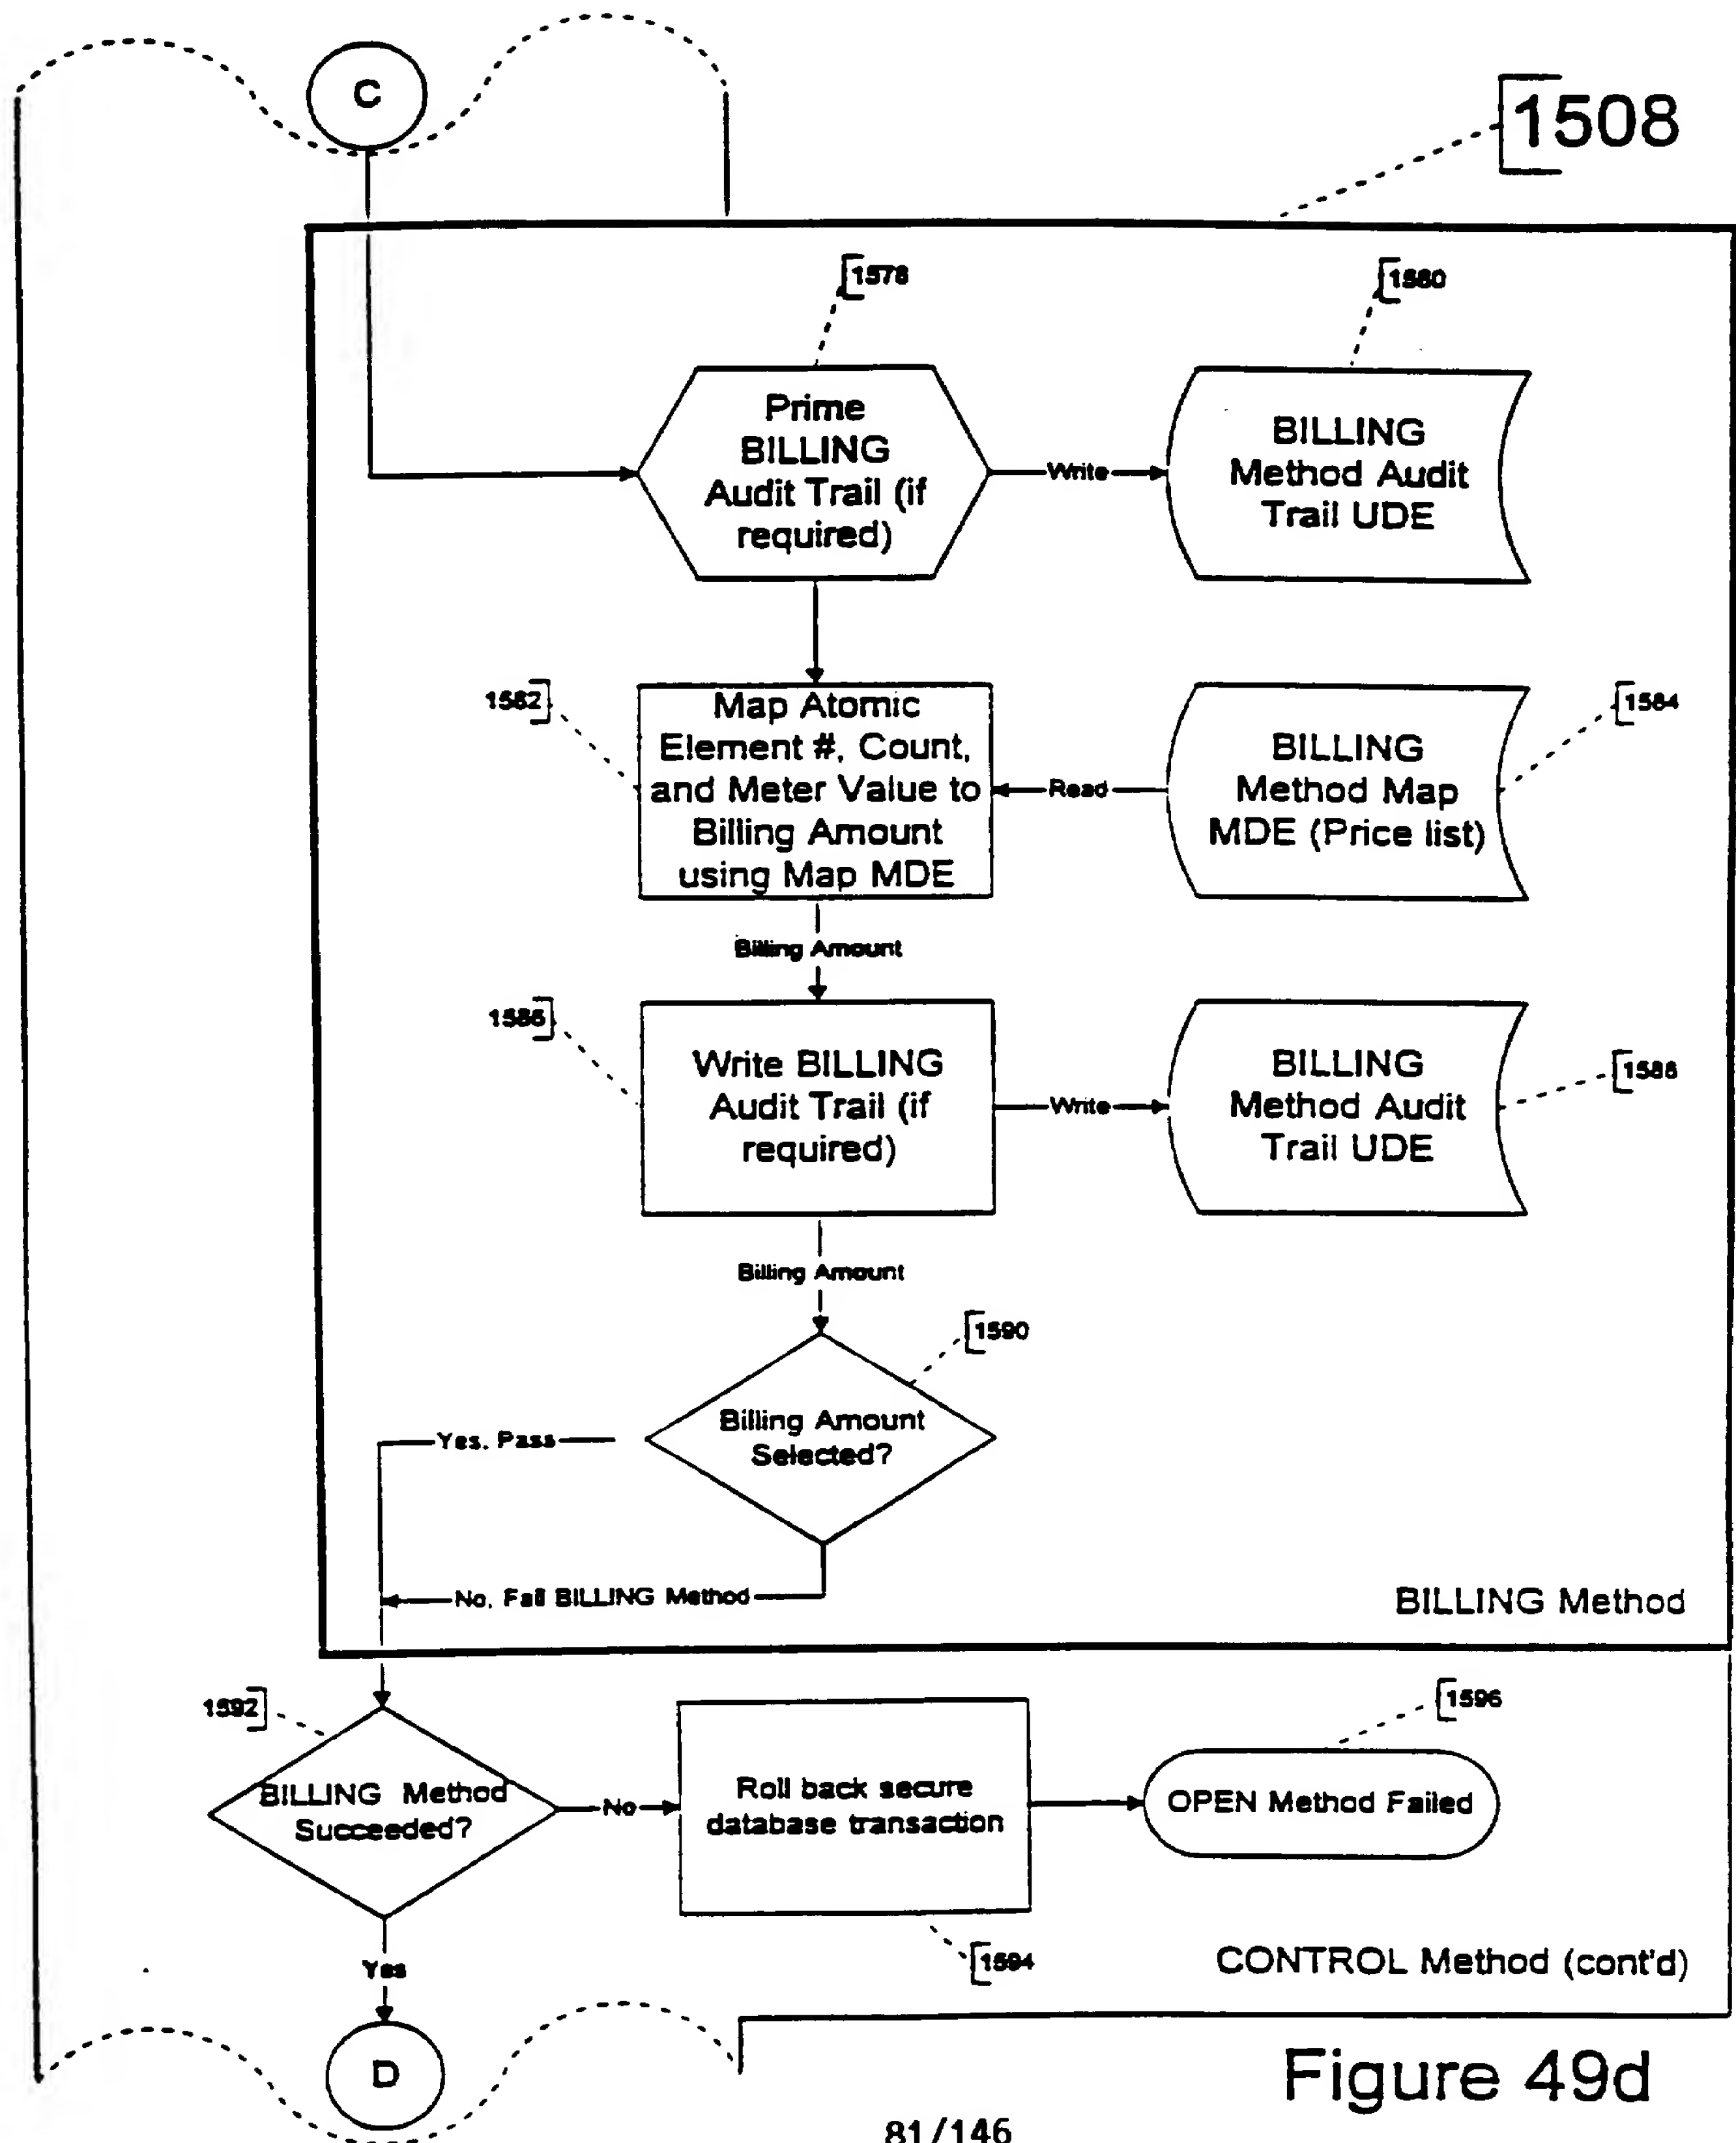 C
1508
1578
1580
Prime
BILLING
Audit Trail (if
required)
Write
BILLING
Method Audit
Trail UDE
1582
Map Atomic
Element #, Count,
and Meter Value to
Billing Amount
using Map MDE
Read
BILLING
Method Map
MDE (Price list)
1584
Billing Amount
1586
Write BILLING
Audit Trail (if
required)
Write
BILLING
Method Audit
Trail UDE
1588
Billing Amount
1590
Billing Amount
Selected?
Yes, Pass
No, Fail BILLING Method
BILLING Method
1592
BILLING Method
Succeeded?
No
Roll back secure
database transaction
1596
OPEN Method Failed
1594
Yes
CONTROL Method (cont'd)
D
Figure 49d
81/146